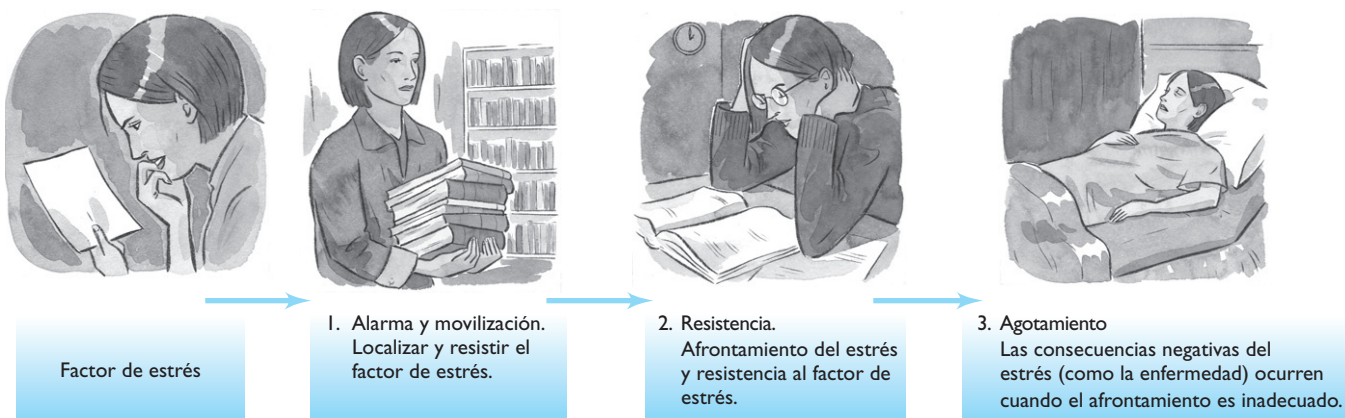 Factor de estrés
1. Alarma y movilización.
Localizar y resistir el
factor de estrés.
2. Resistencia.
Afrontamiento del estrés
y resistencia al factor de
estrés.
3. Agotamiento
Las consecuencias negativas del
estrés (como la enfermedad) ocurren
cuando el afrontamiento es inadecuado.